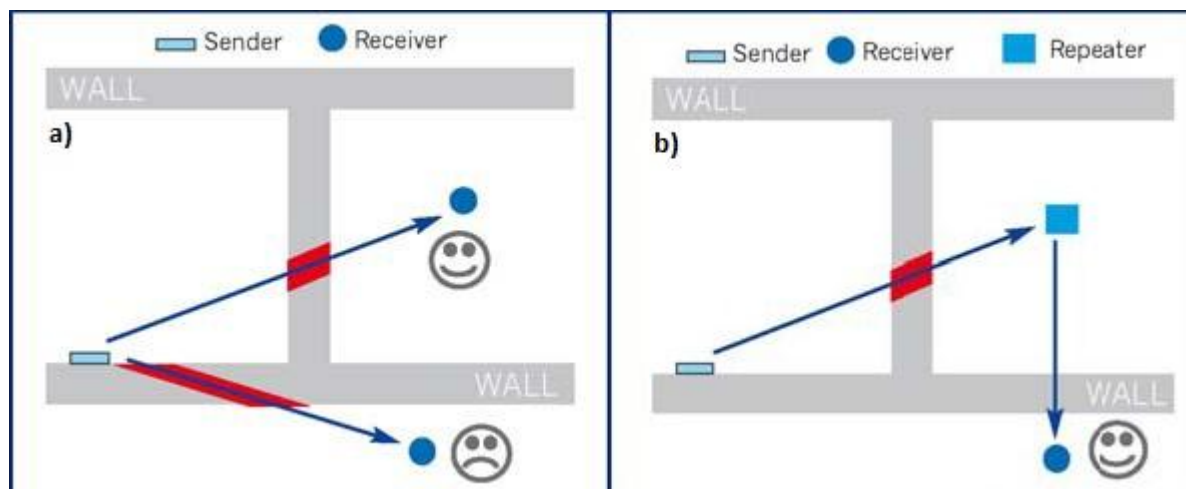 Sender Receiver
WALL
a)
WALL
Sender Receiver Repeater
WALL
b)
WALL